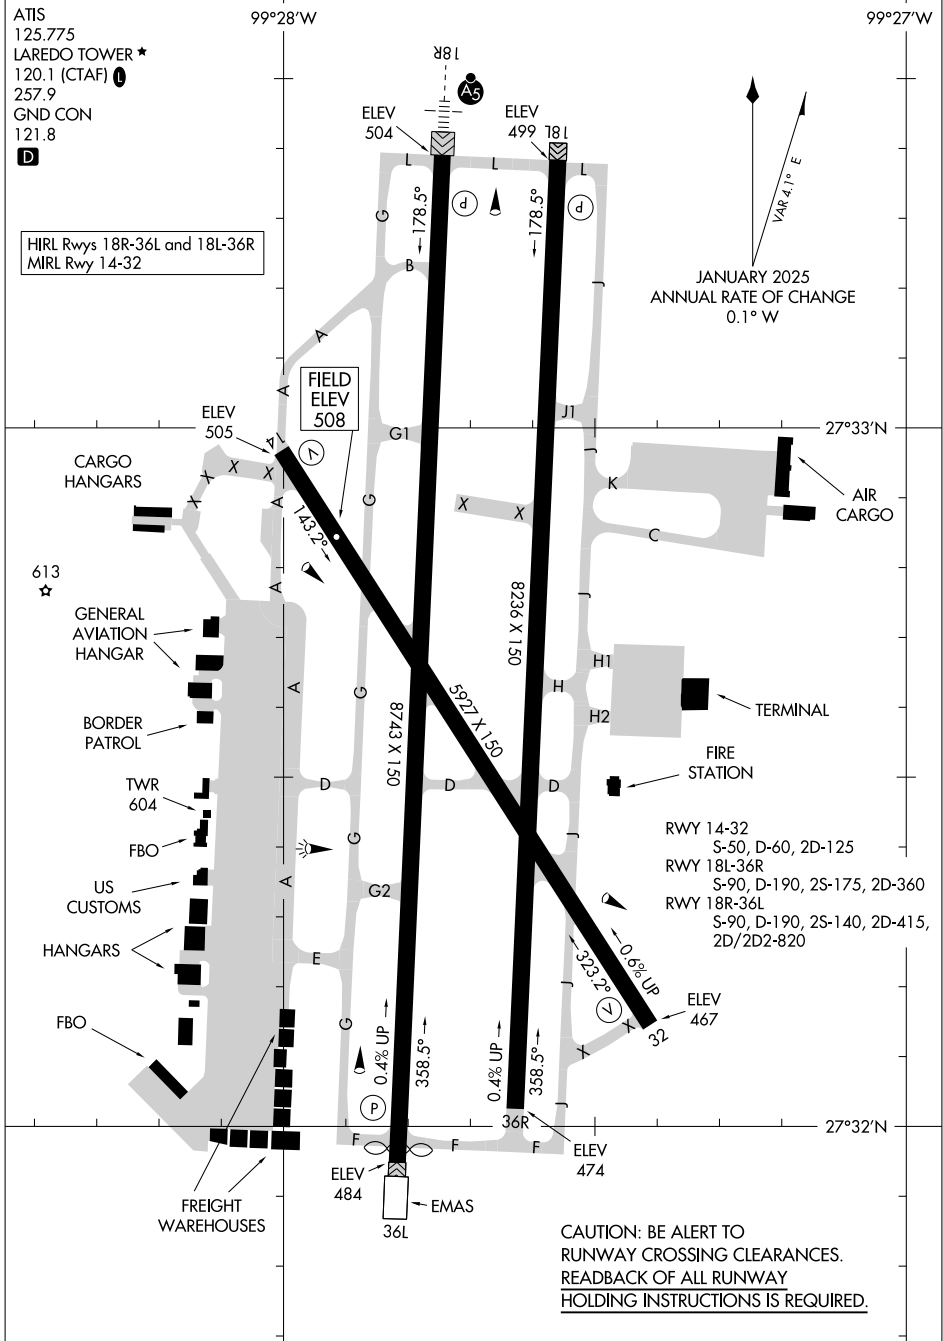 ATIS
125.775
LAREDO TOWER ★
120.1 (CTAF) L
257.9
GND CON
121.8
D
99°28'W
99°27'W
18R
A5
ELEV
504
ELEV
499
18L
L
L
L
HIRL Rwys 18R-36L and 18L-36R
MIRL Rwy 14-32
G
178.5°
P
178.5°
P
VAR 4.1° E
B
J
JANUARY 2025
ANNUAL RATE OF CHANGE
0.1° W
A
A
FIELD
ELEV
508
ELEV
505
14
V
G1
J1
27°33'N
J
CARGO
HANGARS
X
X
X
X
A
G
X
X
K
C
AIR
CARGO
143.2°
613
A
J
GENERAL
AVIATION
HANGAR
8236 X 150
A
G
5927 X 150
H
H1
H2
TERMINAL
BORDER
PATROL
8743 X 150
FIRE
STATION
D
D
D
TWR
604
FBO
G
J
RWY 14-32
S-50, D-60, 2D-125
RWY 18L-36R
S-90, D-190, 2S-175, 2D-360
RWY 18R-36L
S-90, D-190, 2S-140, 2D-415,
2D/2D2-820
US
CUSTOMS
A
G2
HANGARS
E
323.2°
0.6% UP
J
V
X
X
ELEV
467
32
FBO
G
0.4% UP
358.5°
0.4% UP
358.5°
P
J
36R
27°32'N
F
F
F
ELEV
474
ELEV
484
EMAS
36L
FREIGHT
WAREHOUSES
CAUTION: BE ALERT TO
RUNWAY CROSSING CLEARANCES.
READBACK OF ALL RUNWAY
HOLDING INSTRUCTIONS IS REQUIRED.